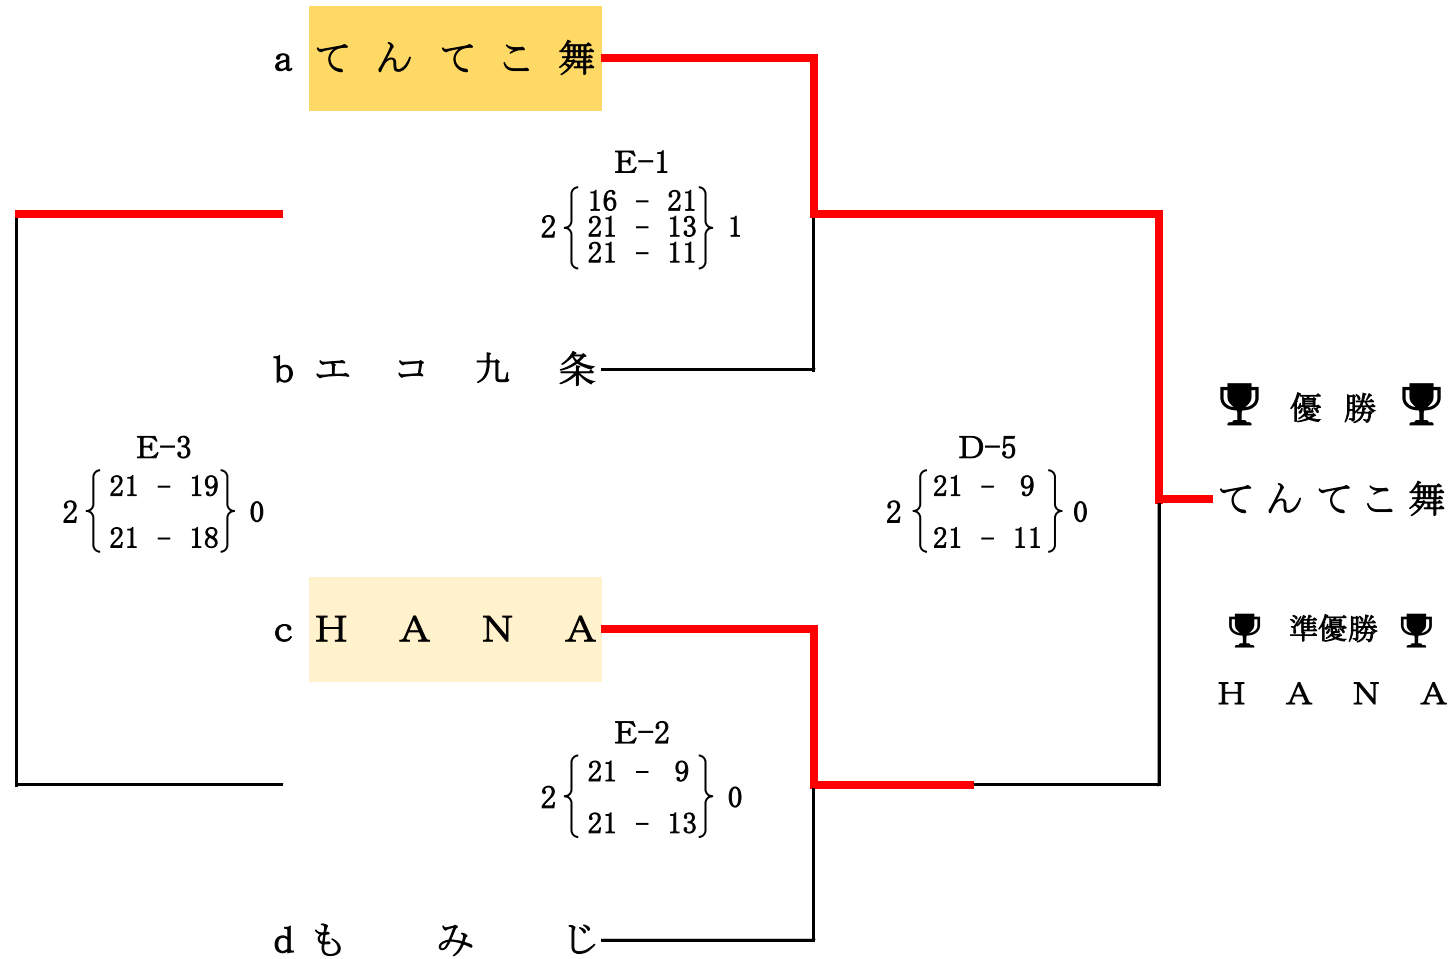 a てんてこ舞
E-1
2 { 16 - 21 } 1
21 - 13
21 - 11
b エコ九条
E-3
2 { 21 - 19 } 0
21 - 18
D-5
2 { 21 - 9 } 0
21 - 11
優勝
てんてこ舞
c HANA
準優勝
HANA
E-2
2 { 21 - 9 } 0
21 - 13
d もみじ